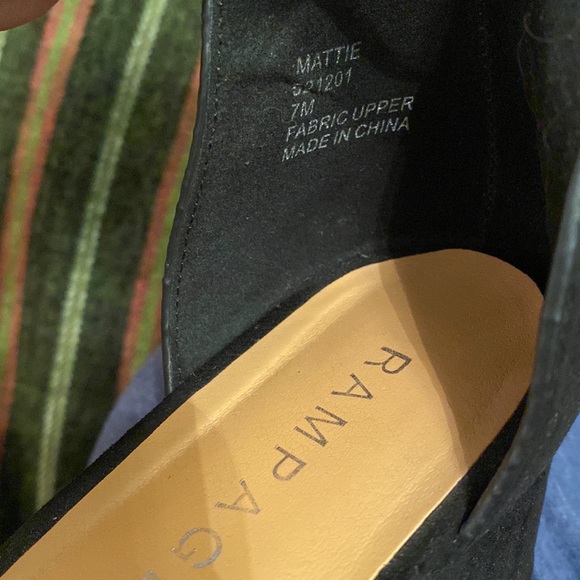 MATTIE
521201
7M
FABRIC UPPER
MADE IN CHINA
RAMPAGE